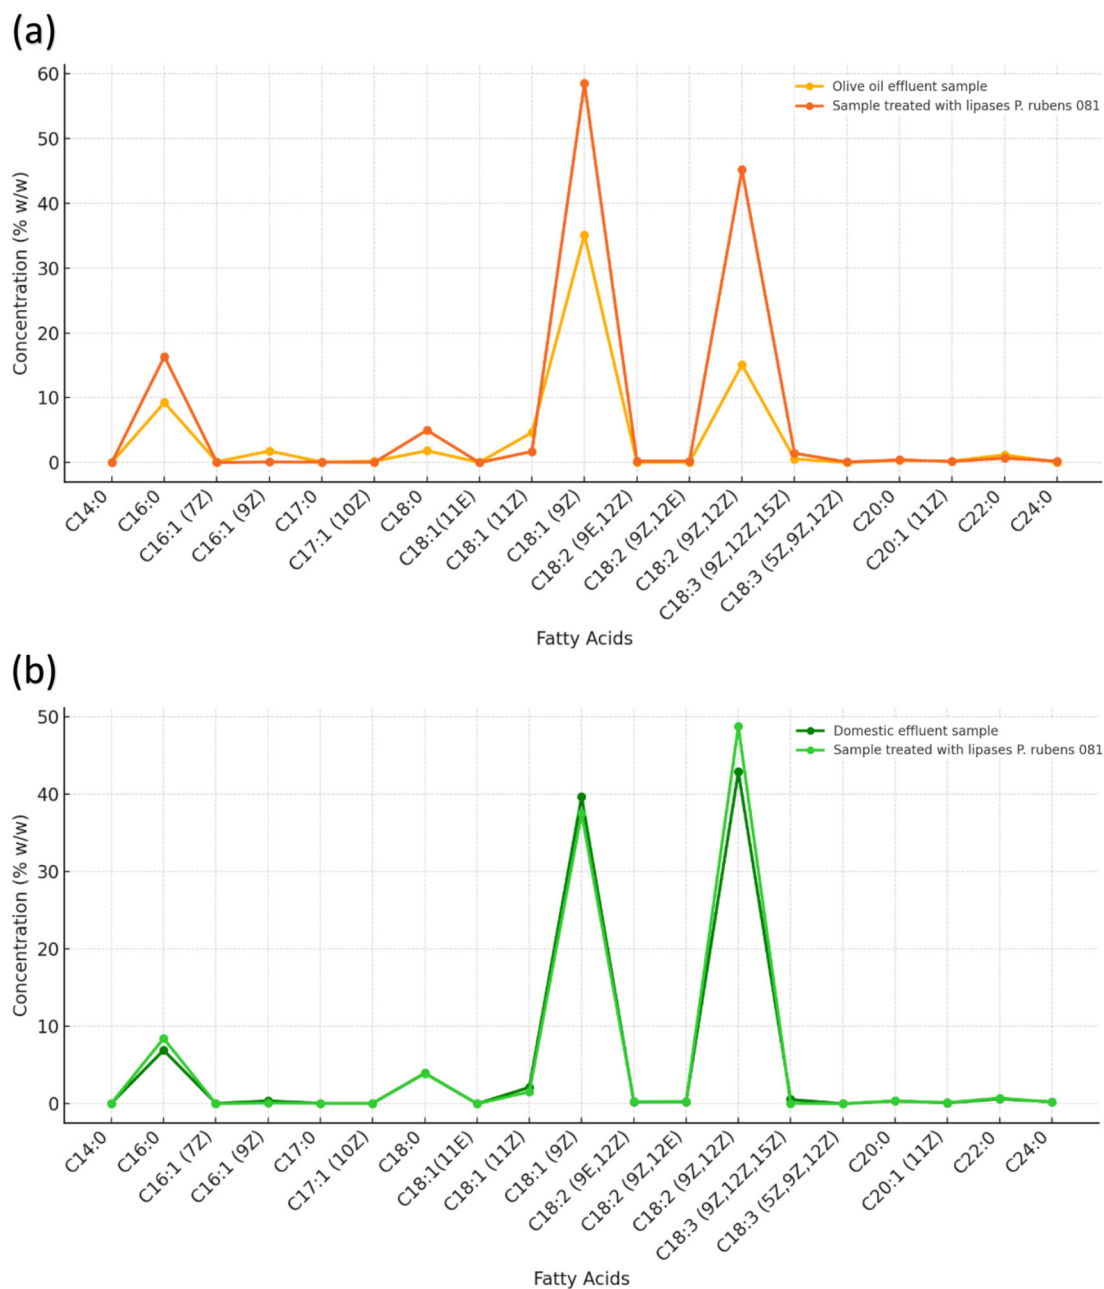 (a)
60
50
40
30
20
10
0
Concentration (% w/w)
Olive oil effluent sample
Sample treated with lipases P. rubens 081
C14:0
C16:0
C16:1 (7Z)
C16:1 (9Z)
C17:0
C17:1 (10Z)
C18:0
C18:1(11E)
C18:1 (11Z)
C18:1 (9Z)
C18:2 (9E,12Z)
C18:2 (9Z,12E)
C18:2 (9Z,12Z)
C18:3 (9Z,12Z,15Z)
C18:3 (5Z,9Z,12Z)
C20:0
C20:1 (11Z)
C22:0
C24:0
Fatty Acids
(b)
50
40
30
20
10
0
Concentration (% w/w)
Domestic effluent sample
Sample treated with lipases P. rubens 081
C14:0
C16:0
C16:1 (7Z)
C16:1 (9Z)
C17:0
C17:1 (10Z)
C18:0
C18:1(11E)
C18:1 (11Z)
C18:1 (9Z)
C18:2 (9E,12Z)
C18:2 (9Z,12E)
C18:2 (9Z,12Z)
C18:3 (9Z,12Z,15Z)
C18:3 (5Z,9Z,12Z)
C20:0
C20:1 (11Z)
C22:0
C24:0
Fatty Acids